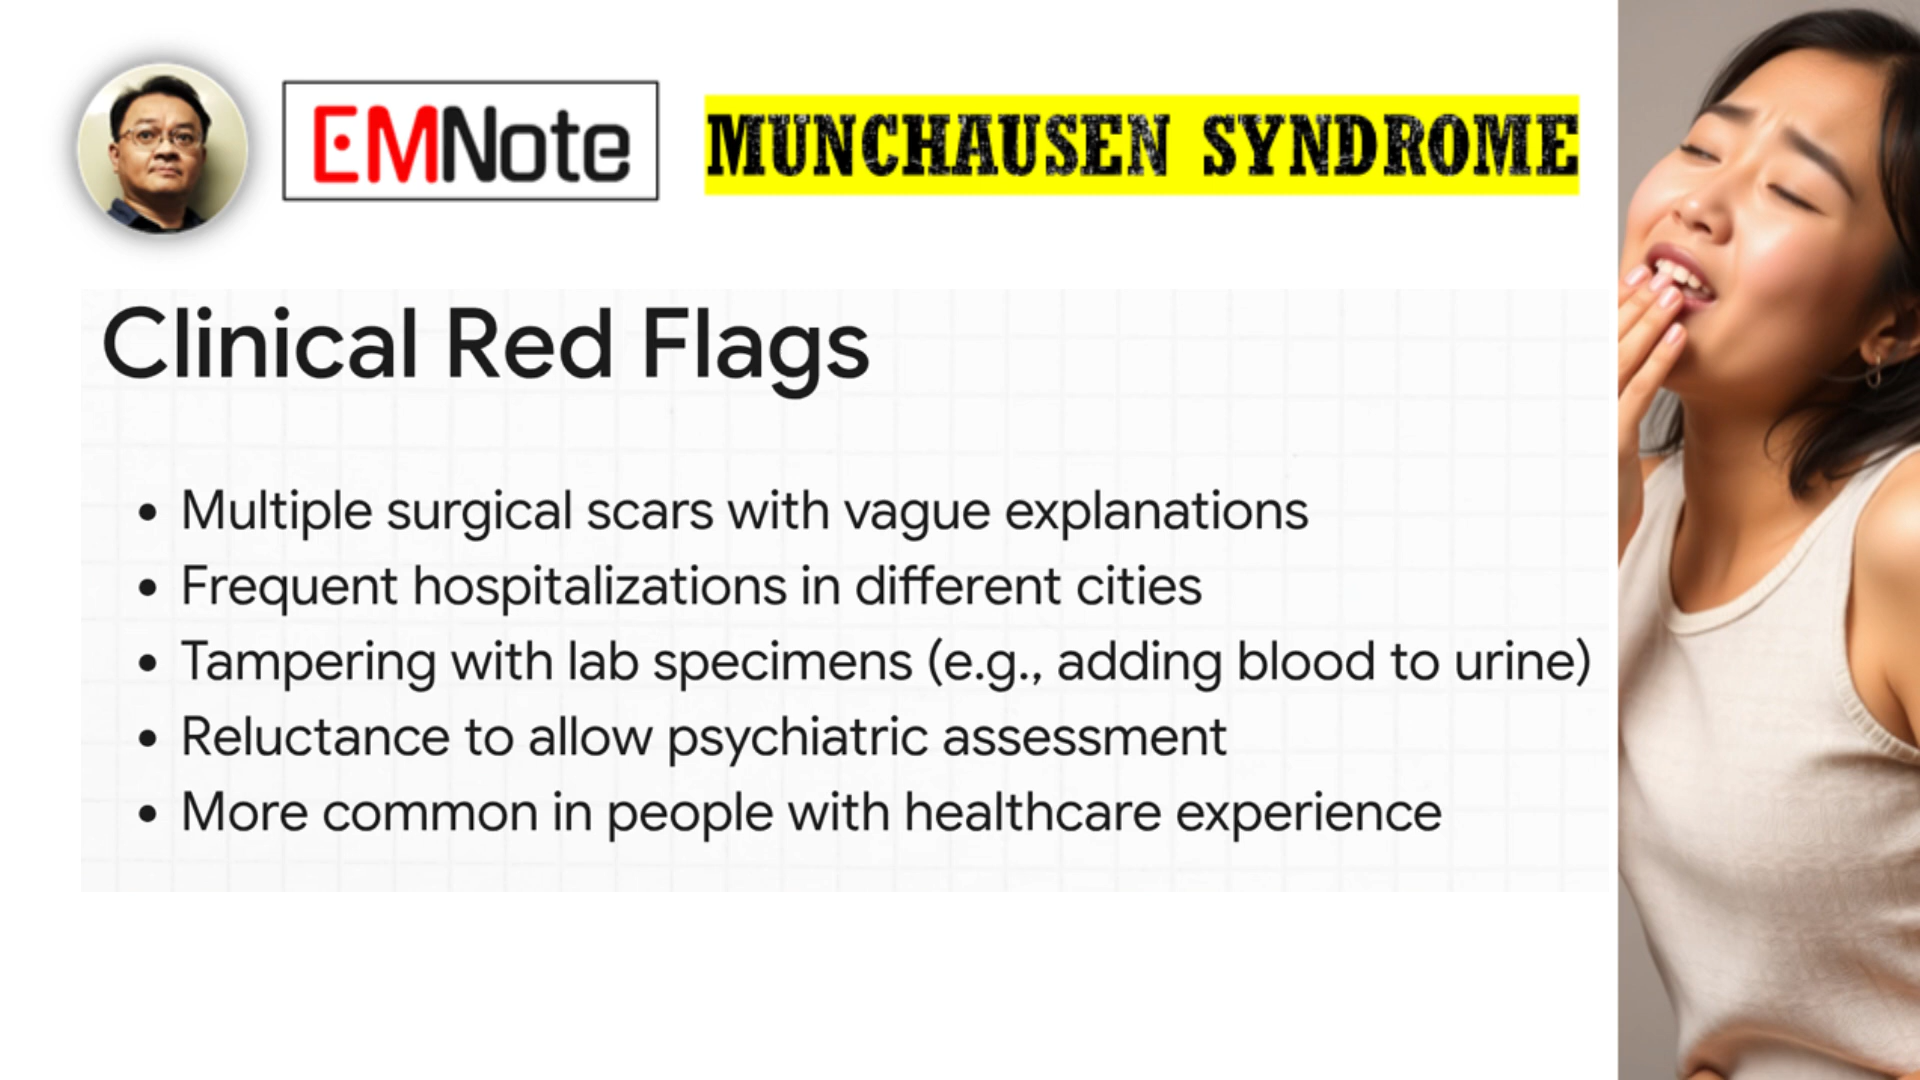 EMNote
MUNCHAUSEN SYNDROME
Clinical Red Flags
• Multiple surgical scars with vague explanations
• Frequent hospitalizations in different cities
• Tampering with lab specimens (e.g., adding blood to urine)
• Reluctance to allow psychiatric assessment
• More common in people with healthcare experience